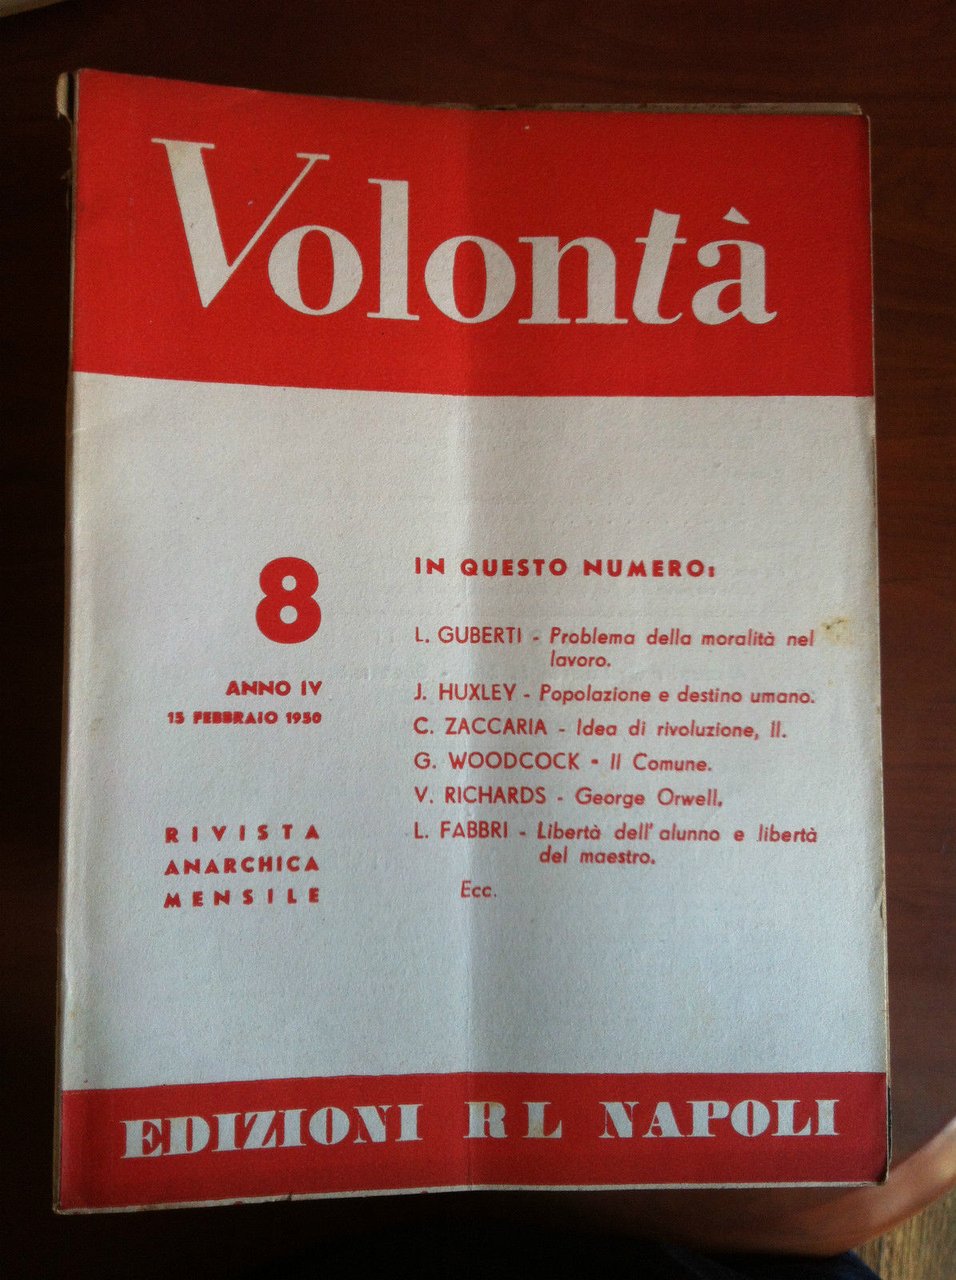 Volontà
8
ANNO IV
15 FEBBRAIO 1950
RIVISTA
ANARCHICA
MENSILE
IN QUESTO NUMERO:
L. GUBERTI - Problema della moralità nel
lavoro.
J. HUXLEY - Popolazione e destino umano.
C. ZACCARIA - Idea di rivoluzione, II.
G. WOODCOCK - Il Comune.
V. RICHARDS - George Orwell.
L. FABBRI - Libertà dell'alunno e libertà
del maestro.
Ecc.
EDIZIONI RL NAPOLI